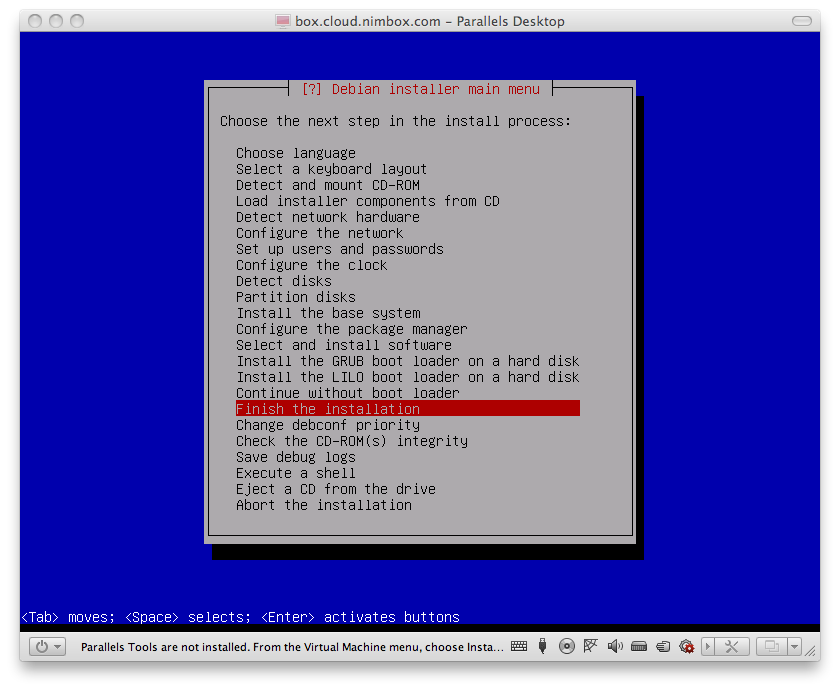 box.cloud.nimbox.com – Parallels Desktop
[?] Debian installer main menu
Choose the next step in the install process:
Choose language
Select a keyboard layout
Detect and mount CD-ROM
Load installer components from CD
Detect network hardware
Configure the network
Set up users and passwords
Configure the clock
Detect disks
Partition disks
Install the base system
Configure the package manager
Select and install software
Install the GRUB boot loader on a hard disk
Install the LILO boot loader on a hard disk
Continue without boot loader
Finish the installation
Change debconf priority
Check the CD-ROM(s) integrity
Save debug logs
Execute a shell
Eject a CD from the drive
Abort the installation
<Tab> moves; <Space> selects; <Enter> activates buttons
Parallels Tools are not installed. From the Virtual Machine menu, choose Insta...